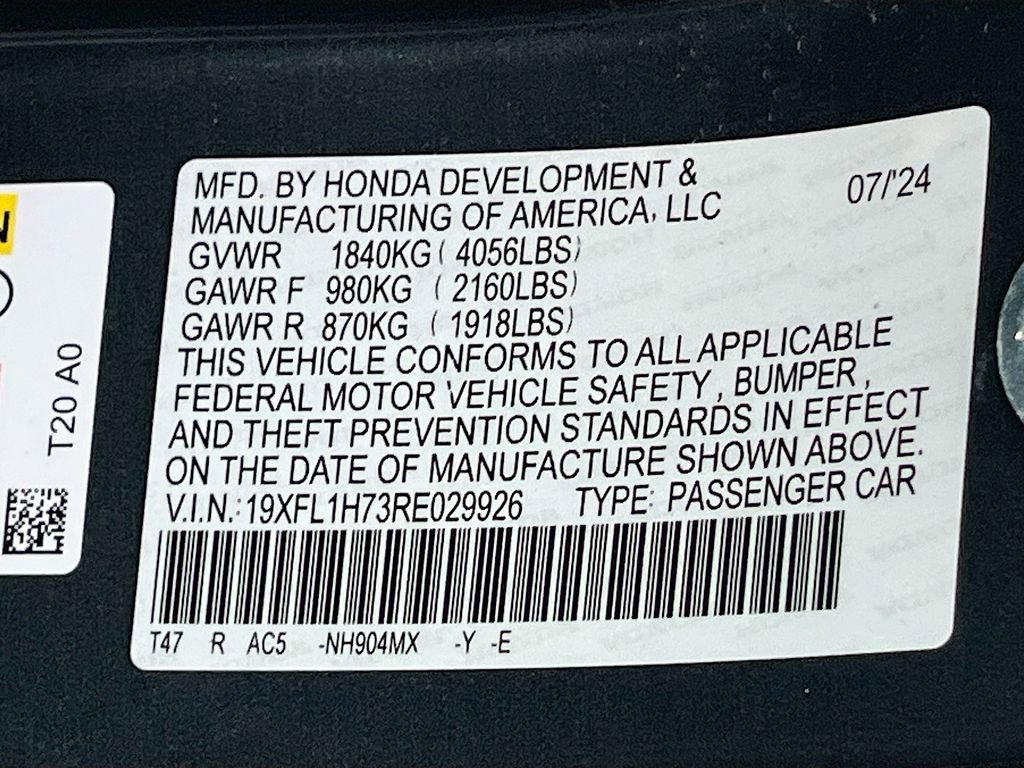 MFD. BY HONDA DEVELOPMENT &
MANUFACTURING OF AMERICA, LLC
07/'24
GVWR 1840KG ( 4056LBS)
GAWR F 980KG ( 2160LBS)
GAWR R 870KG ( 1918LBS)
THIS VEHICLE CONFORMS TO ALL APPLICABLE
FEDERAL MOTOR VEHICLE SAFETY, BUMPER,
AND THEFT PREVENTION STANDARDS IN EFFECT
ON THE DATE OF MANUFACTURE SHOWN ABOVE.
V.I.N.: 19XFL1H73RE029926 TYPE: PASSENGER CAR
T47 R AC5 -NH904MX -Y -E
T20 A0